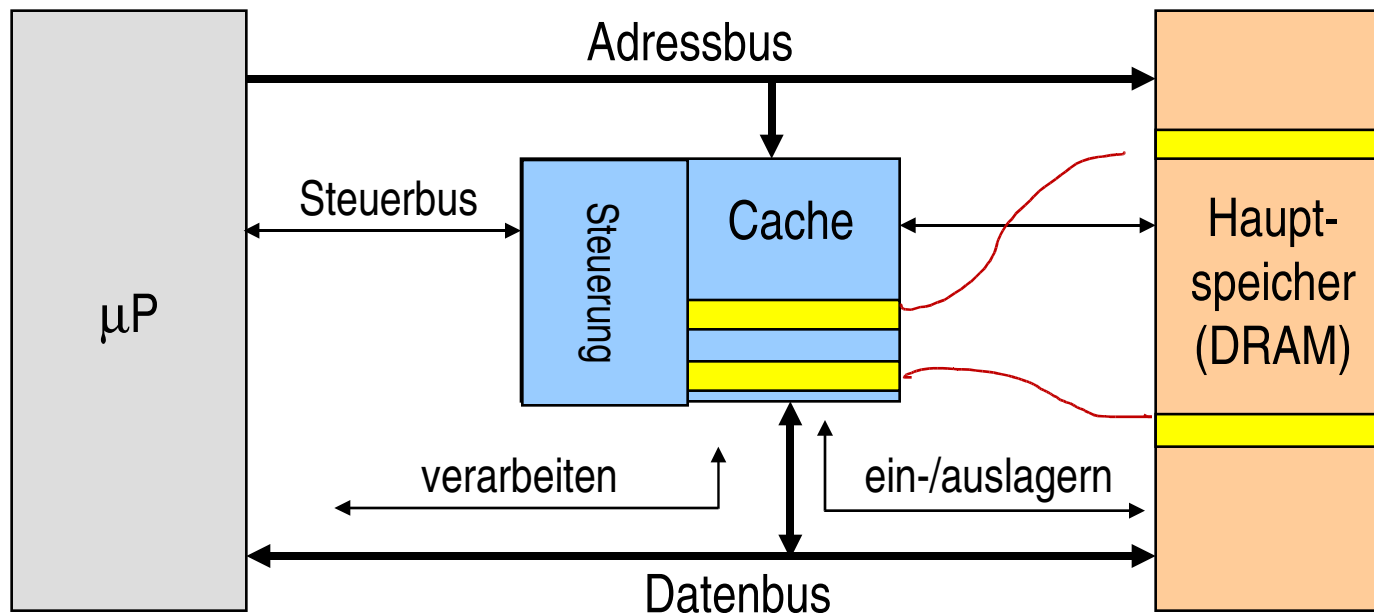 Adressbus
Steuerbus
Steuerung
Cache
Haupt-
speicher
(DRAM)
μP
verarbeiten
ein-/auslagern
Datenbus